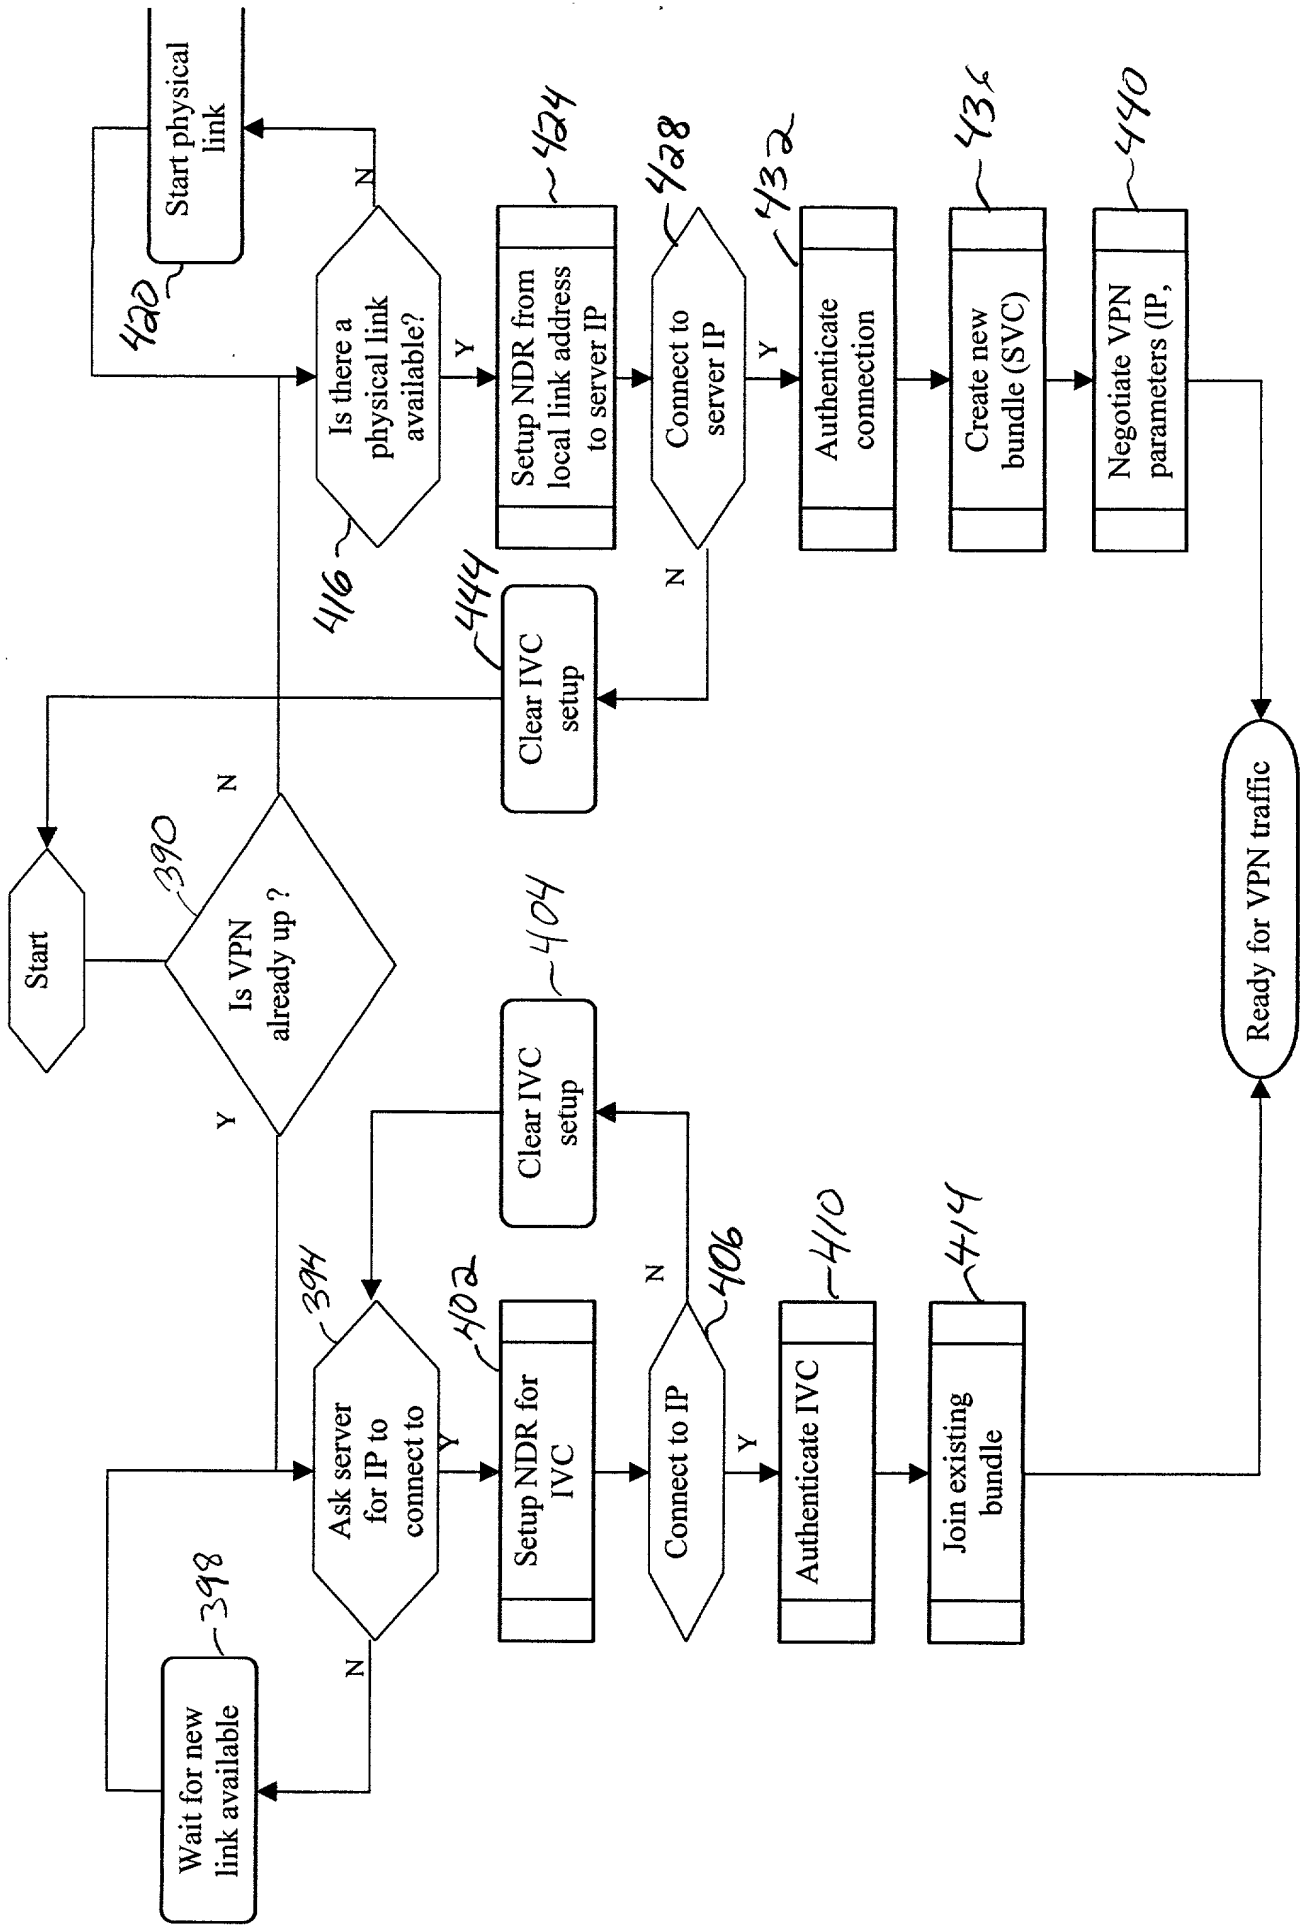 Start
Is VPN
already up ?
390
Y
N
Wait for new
link available
398
Ask server
for IP to
connect to
394
N
Y
Setup NDR for
IVC
402
Connect to IP
406
N
Y
Clear IVC
setup
404
Authenticate IVC
410
Join existing
bundle
414
Start physical
link
420
Is there a
physical link
available?
416
N
Y
Setup NDR from
local link address
to server IP
424
Connect to
server IP
428
N
Y
Clear IVC
setup
444
Authenticate
connection
432
Create new
bundle (SVC)
436
Negotiate VPN
parameters (IP,
440
Ready for VPN traffic